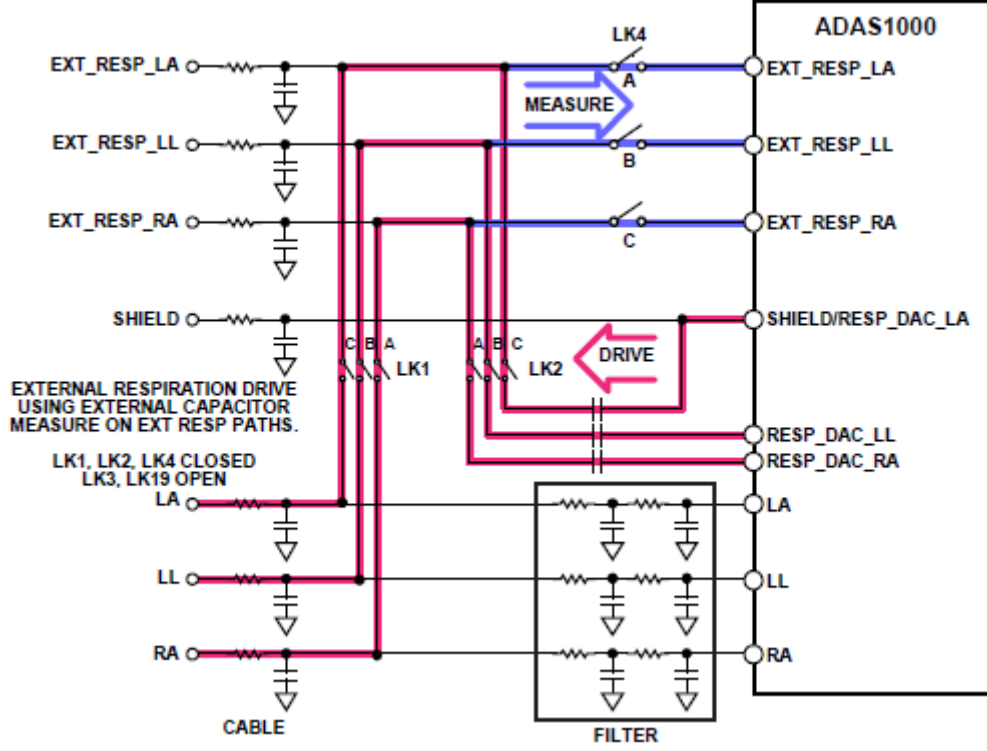 ADAS1000
LK4
EXT_RESP_LA
A
EXT_RESP_LA
MEASURE
EXT_RESP_LL
B
EXT_RESP_LL
EXT_RESP_RA
C
EXT_RESP_RA
SHIELD
SHIELD/RESP_DAC_LA
C B A
LK1
A B C
LK2
DRIVE
EXTERNAL RESPIRATION DRIVE
USING EXTERNAL CAPACITOR
MEASURE ON EXT RESP PATHS.
RESP_DAC_LL
RESP_DAC_RA
LK1, LK2, LK4 CLOSED
LK3, LK19 OPEN
LA
LA
LL
LL
RA
RA
CABLE
FILTER